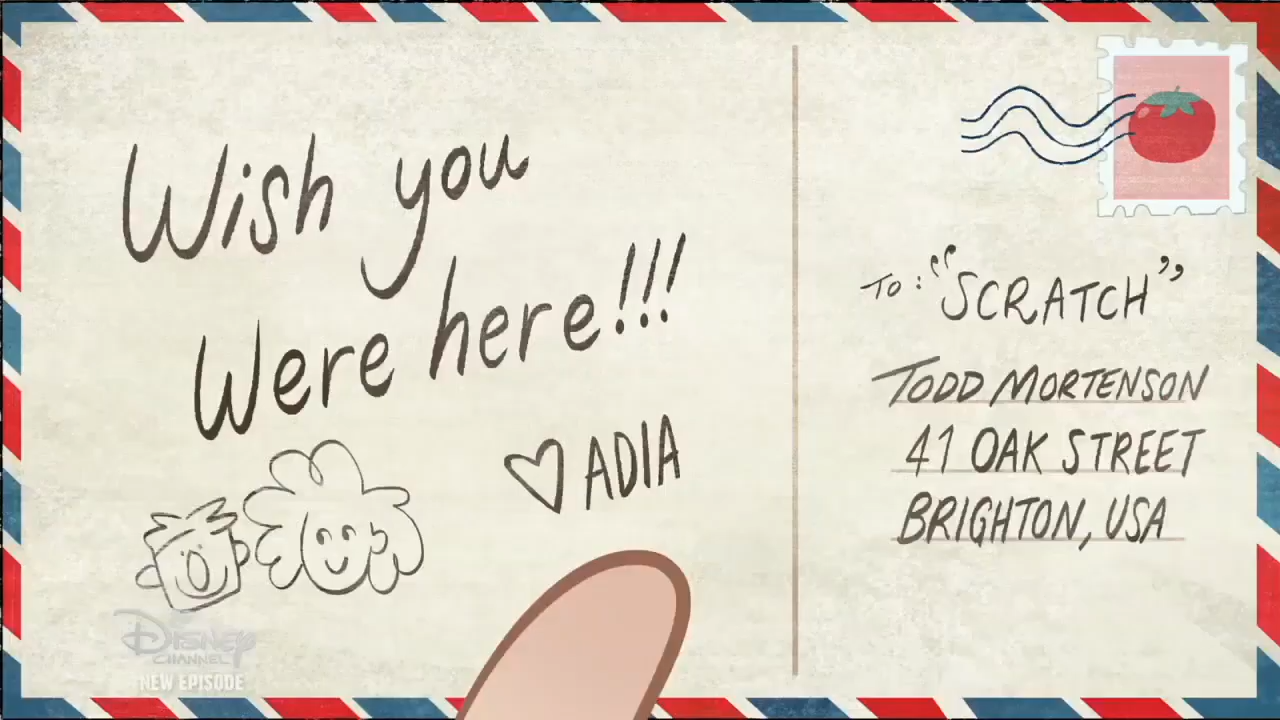 Wish you
Were here!!!
♡ ADIA
To: "SCRATCH"
TODD MORTENSON
41 OAK STREET
BRIGHTON, USA
DISNEY
CHANNEL
NEW EPISODE